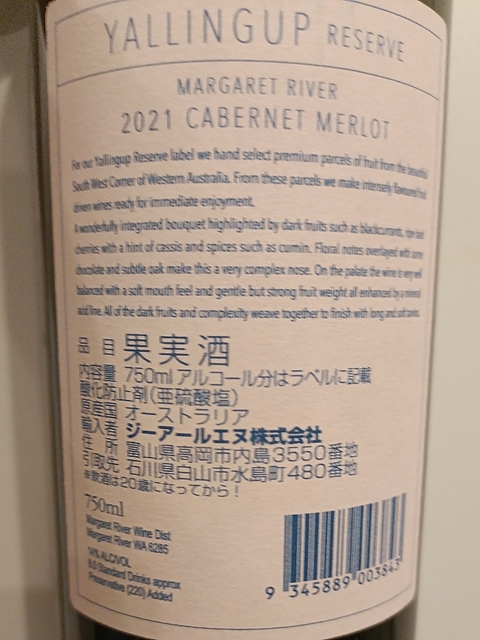 YALLINGUP RESERVE
MARGARET RIVER
2021 CABERNET MERLOT
For our Yallingup Reserve label we hand select premium parcels of fruit from the beautiful
South West Corner of Western Australia. From these parcels we make intensely flavoured fruit
driven wines ready for immediate enjoyment.
A wonderfully integrated bouquet highlighted by dark fruits such as blackcurrants, ripe
cherries with a hint of cassis and spices such as cumin. Floral notes overlayed with some
chocolate and subtle oak make this a very complex nose. On the palate the wine is very well
balanced with a soft mouth feel and gentle but strong fruit weight all enhanced by a mineral
acid line. All of the dark fruits and complexity weave together to finish with long and soft tannins.
品 目 果実酒
内容量 750ml アルコール分はラベルに記載
酸化防止剤(亜硫酸塩)
原産国 オーストラリア
輸入者 ジーアールエヌ株式会社
住 所 富山県高岡市内島3550番地
引取先 石川県白山市水島町480番地
※飲酒は20歳になってから!
750ml
Margaret River Wine Dist
Margaret River WA 6285
14% ALC/VOL
8.0 Standard Drinks approx
Preservative (220) Added
9 345889 003843